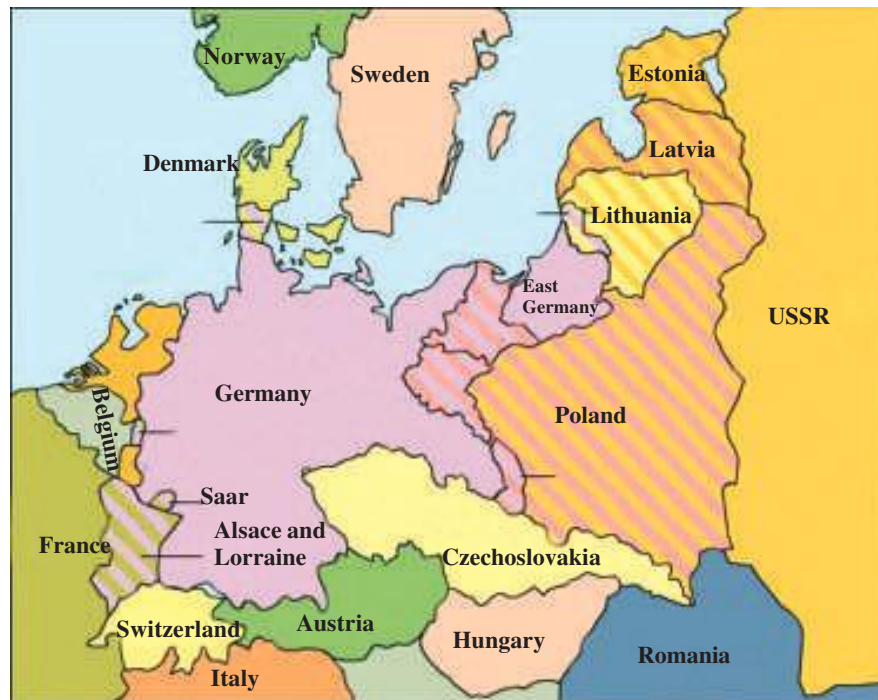 Norway
Sweden
Estonia
Denmark
Latvia
Lithuania
East
Germany
USSR
Germany
Belgium
Poland
Saar
France
Alsace and
Lorraine
Czechoslovakia
Switzerland
Austria
Hungary
Romania
Italy